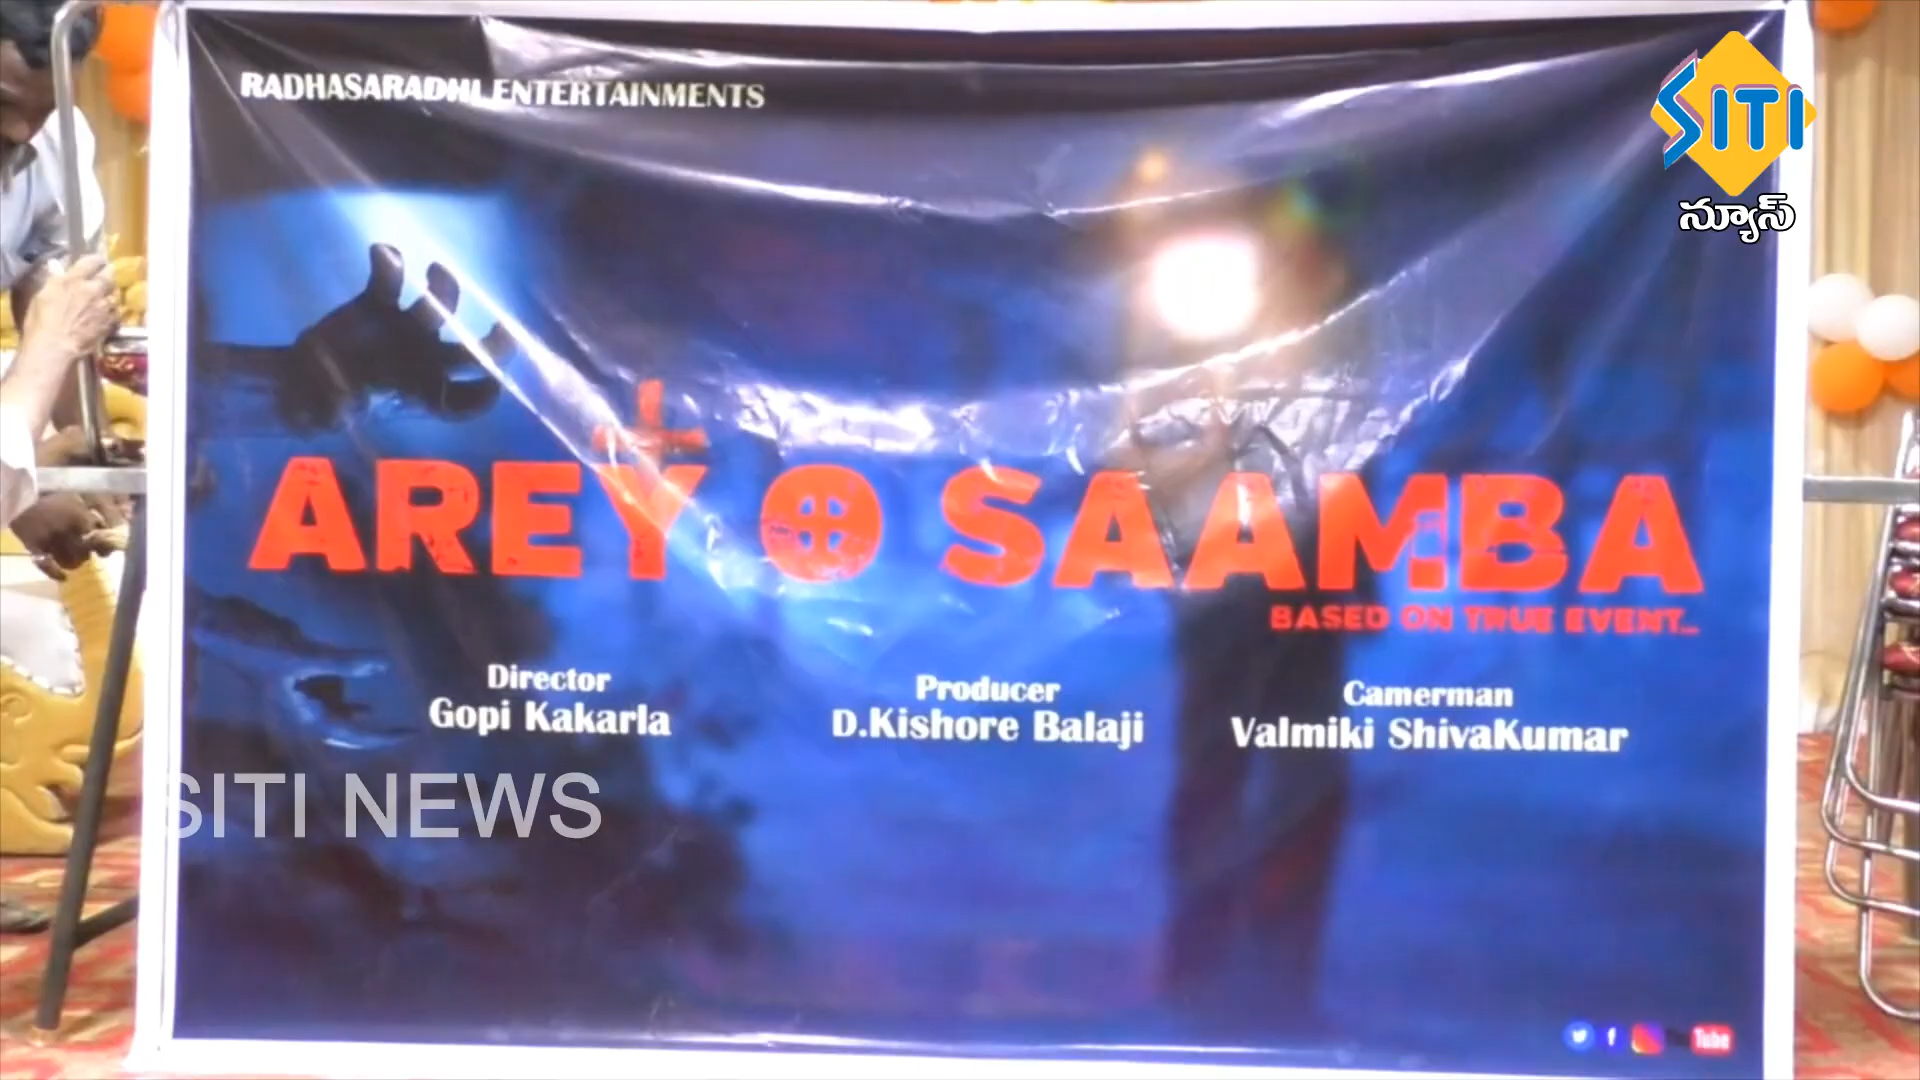 RADHASARADHI ENTERTAINMENTS
SITI
న్యూస్
AREY O SAAMBA
BASED ON TRUE EVENT...
Director
Gopi Kakarla
Producer
D.Kishore Balaji
Camerman
Valmiki ShivaKumar
SITI NEWS
Tube